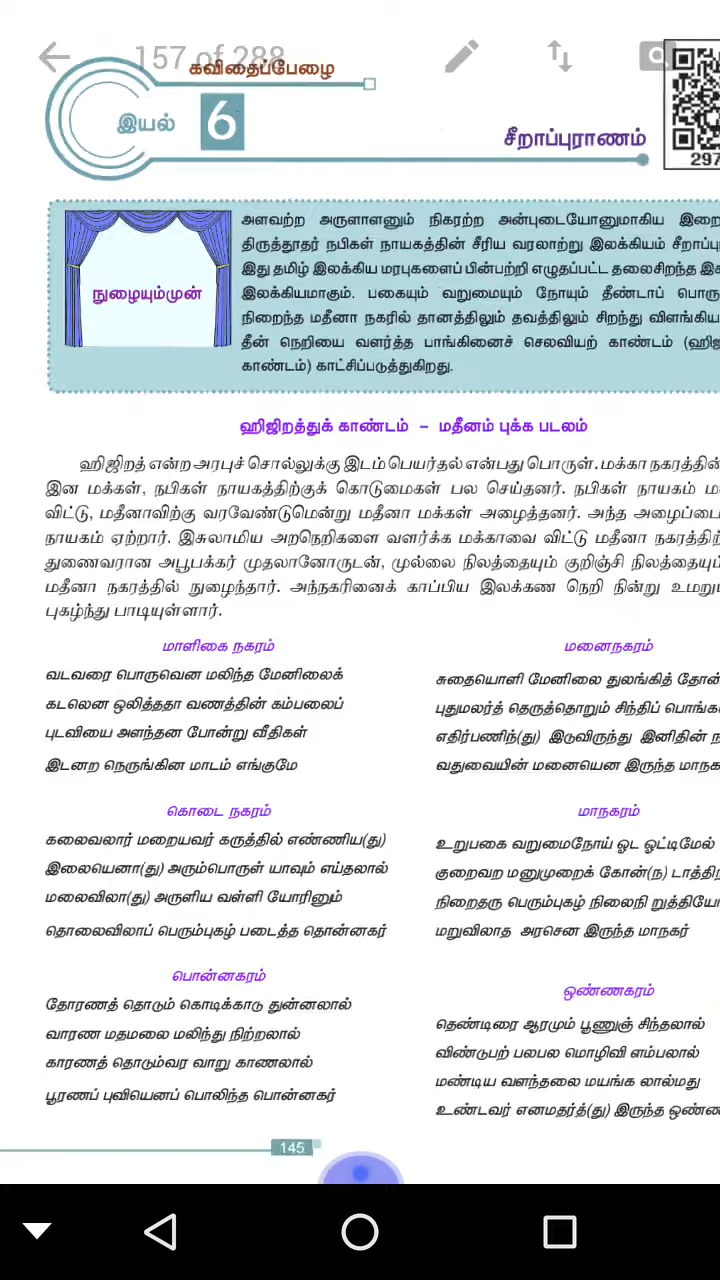 157 of 288
கவிதைப்பேழை
இயல் 6
சீறாப்புராணம்
297
நுழையும்முன்
அளவற்ற அருளாளனும் நிகரற்ற அன்புடையோனுமாகிய இறை
திருத்தூதர் நபிகள் நாயகத்தின் சீரிய வரலாற்று இலக்கியம் சீறாப்பு
இது தமிழ் இலக்கிய மரபுகளைப் பின்பற்றி எழுதப்பட்ட தலைசிறந்த இ
இலக்கியமாகும். பகையும் வறுமையும் நோயும் தீண்டாப் பொரு
நிறைந்த மதீனா நகரில் தானத்திலும் தவத்திலும் சிறந்து விளங்கிய
தீன் நெறியை வளர்த்த பாங்கினைச் செலவியற் காண்டம் (ஹி
காண்டம்) காட்சிப்படுத்துகிறது.
ஹிஜிறத்துக் காண்டம் – மதீனம் புக்க படலம்
ஹிஜிறத் என்ற அரபுச் சொல்லுக்கு இடம்பெயர்தல் என்பது பொருள். மக்கா நகரத்தின்
இன மக்கள், நபிகள் நாயகத்திற்குக் கொடுமைகள் பல செய்தனர். நபிகள் நாயகம் ம
விட்டு, மதீனாவிற்கு வரவேண்டுமென்று மதீனா மக்கள் அழைத்தனர். அந்த அழைப்பை
நாயகம் ஏற்றார். இசுலாமிய அறநெறிகளை வளர்க்க மக்காவை விட்டு மதீனா நகரத்திற்
துணைவரான அபூபக்கர் முதலானோருடன், முல்லை நிலத்தையும் குறிஞ்சி நிலத்தையும்
மதீனா நகரத்தில் நுழைந்தார். அந்நகரினைக் காப்பிய இலக்கண நெறி நின்று உமறு
புகழ்ந்து பாடியுள்ளார்.
மாளிகை நகரம்
வடவரை பொருவென மலிந்த மேனிலைக்
கடலென ஒலித்ததா வணத்தின் கம்பலைப்
புடவியை அளந்தன போன்று வீதிகள்
இடனற நெருங்கின மாடம் எங்குமே
கொடை நகரம்
கலைவலார் மறையவர் கருத்தில் எண்ணிய(து)
இலையெனா(து) அரும்பொருள் யாவும் எய்தலால்
மலைவிலா(து) அருளிய வள்ளி யோரினும்
தொலைவிலாப் பெரும்புகழ் படைத்த தொன்னகர்
பொன்னகரம்
தோரணத் தொடும் கொடிக்காடு துன்னலால்
வாரண மதமலை மலிந்து நிற்றலால்
காரணத் தொடும்வர வாறு காணலால்
பூரணப் புவியெனப் பொலிந்த பொன்னகர்
மனைநகரம்
சுதையொளி மேனிலை துலங்கித் தோன்
புதுமலர்த் தெருத்தொறும் சிந்திப் பொங்க
எதிர்பணிந்(து) இடுவிருந்து இனிதின் ந
வதுவையின் மனையென இருந்த மாநக
மாநகரம்
உறுபகை வறுமைநோய் ஓட ஓட்டிமேல்
குறைவற மனுமுறைக் கோன்(ந) டாத்தி
நிறைதரு பெரும்புகழ் நிலைநி றுத்தியோ
மறுவிலாத அரசென இருந்த மாநகர்
ஒண்ணகரம்
தெண்டிரை ஆரமும் பூணுஞ் சிந்தலால்
விண்டுபற் பலபல மொழிவி ளம்பலால்
மண்டிய வளந்தலை மயங்க லால்மது
உண்டவர் எனமதர்த்(து) இருந்த ஒண்ண
145